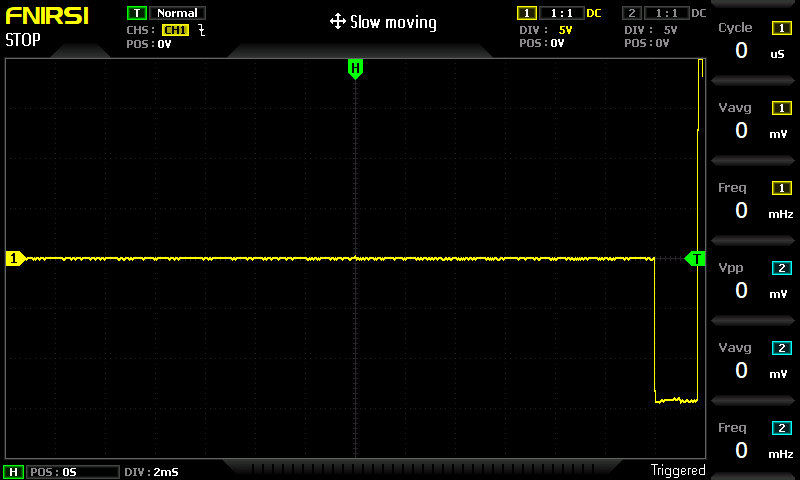 FNIRSI
STOP
T Normal
CHS: CH1
POS: 0V
Slow moving
1 1:1 DC
DIV: 5V
POS: 0V
2 1:1 DC
DIV: 5V
POS: 0V
H
1
T
Cycle 1
0 uS
Vavg 1
0 mV
Freq 1
0 mHz
Vpp 2
0 mV
Vavg 2
0 mV
Freq 2
0 mHz
H POS: 0S DIV: 2mS
Triggered